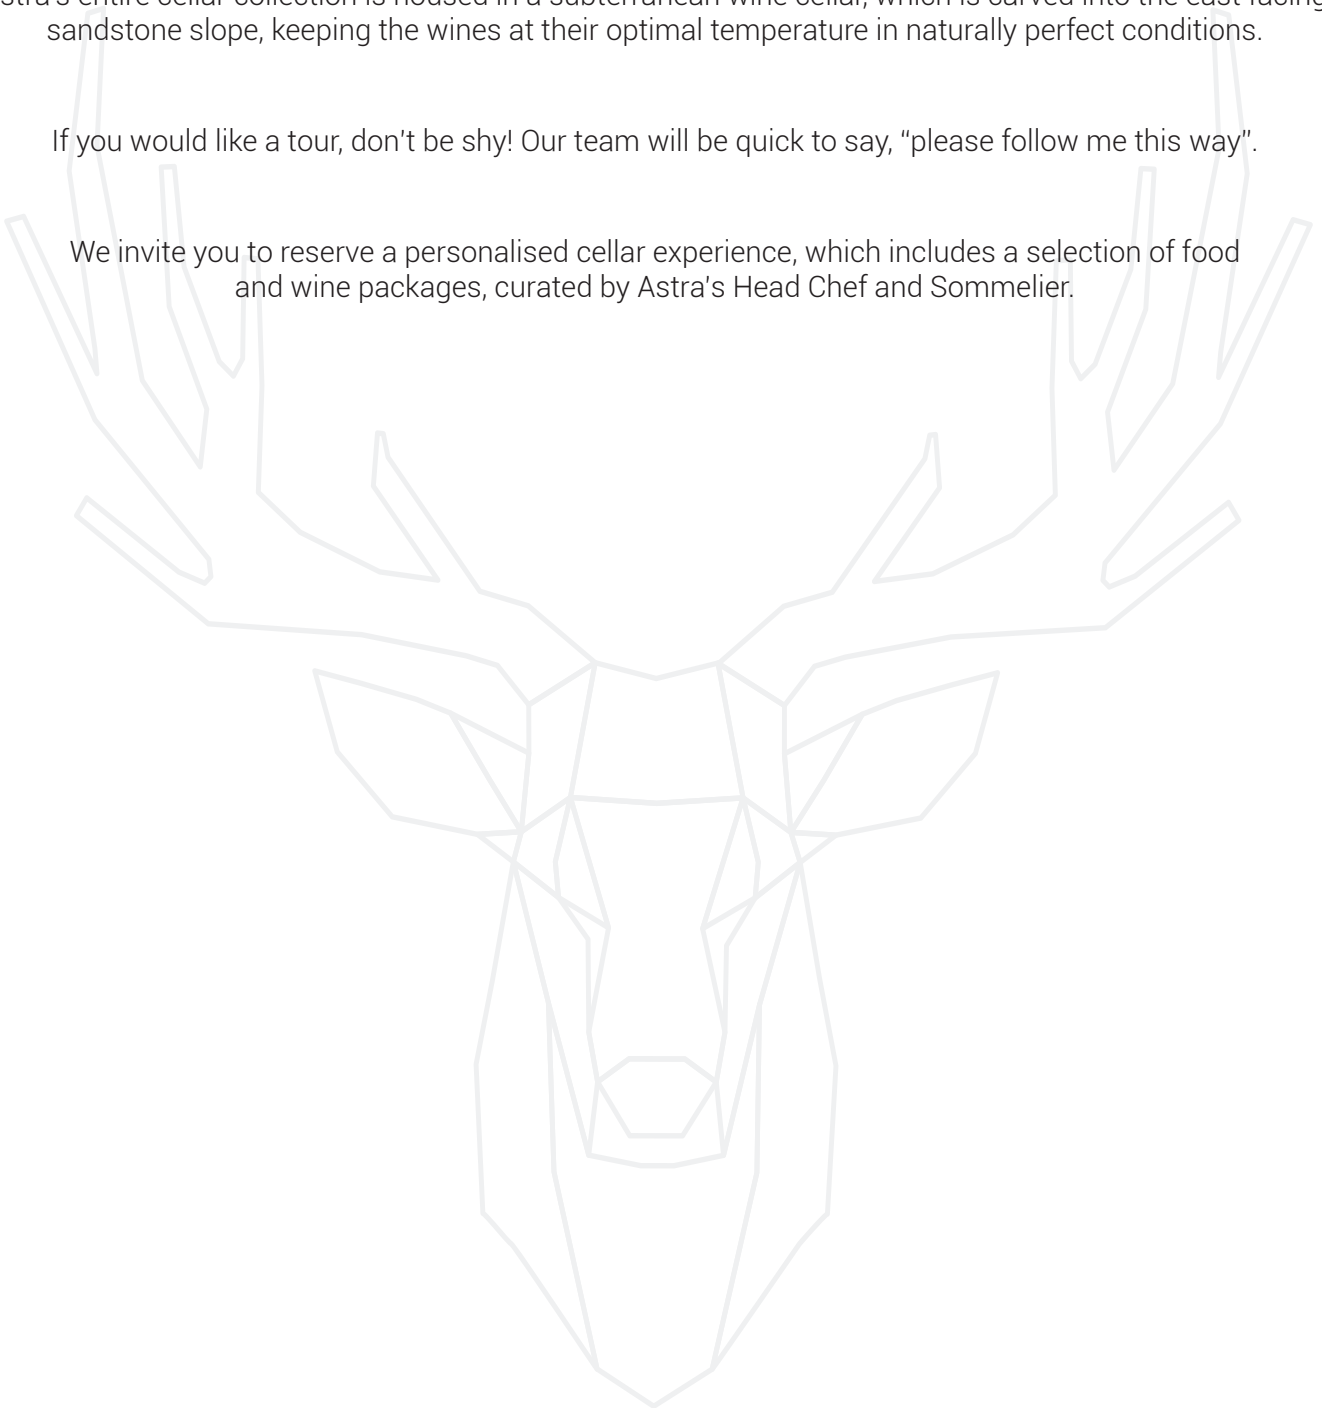 stra's entire cellar collection is housed in a subterranean wine cellar, which is carved into the east facing
sandstone slope, keeping the wines at their optimal temperature in naturally perfect conditions.
If you would like a tour, don't be shy! Our team will be quick to say, “please follow me this way”.
We invite you to reserve a personalised cellar experience, which includes a selection of food
and wine packages, curated by Astra's Head Chef and Sommelier.